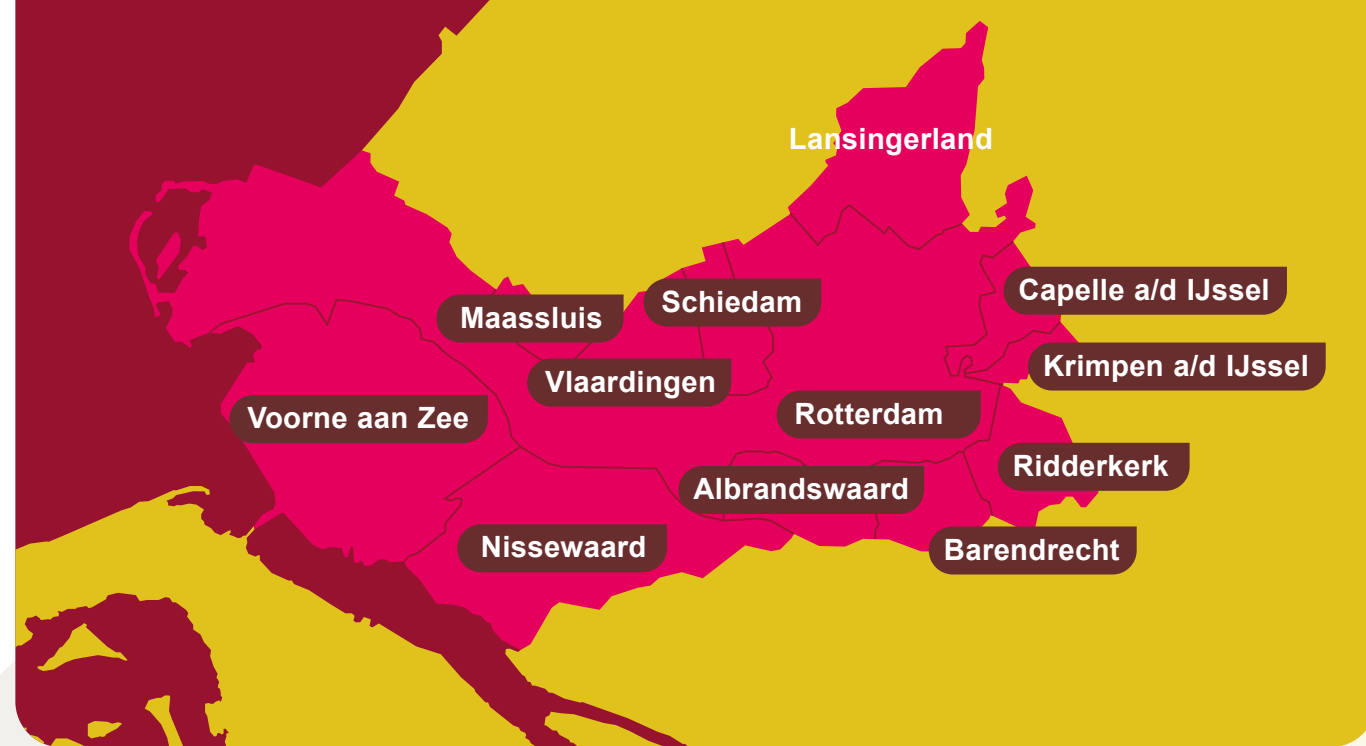 Lansingerland
Capelle a/d IJssel
Schiedam
Maassluis
Krimpen a/d IJssel
Vlaardingen
Rotterdam
Voorne aan Zee
Ridderkerk
Albrandswaard
Nissewaard
Barendrecht